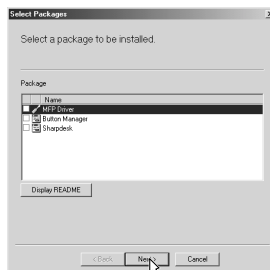 Select Packages
Select a package to be installed.
Package
Name
MFP Driver
Button Manager
Sharpdesk
Display README
< Back
Next >
Cancel